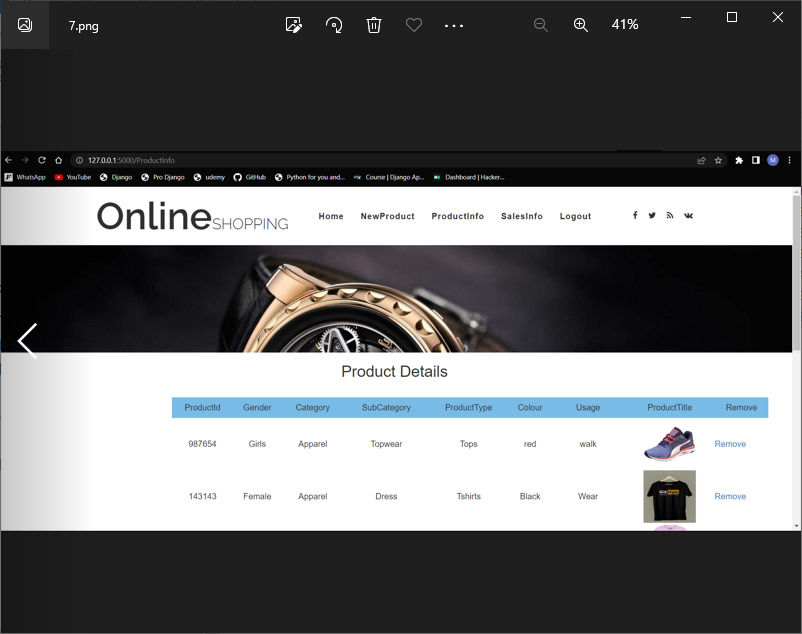 7.png 41%
127.0.0.1:5000/ProductInfo M
WhatsApp YouTube Django Pro Django udemy GitHub Python for you and... Course | Django Ap... Dashboard | Hacker...
Online SHOPPING Home NewProduct ProductInfo SalesInfo Logout
Product Details
ProductId Gender Category SubCategory ProductType Colour Usage ProductTitle Remove
987654 Girls Apparel Topwear Tops red walk Remove
143143 Female Apparel Dress Tshirts Black Wear Remove